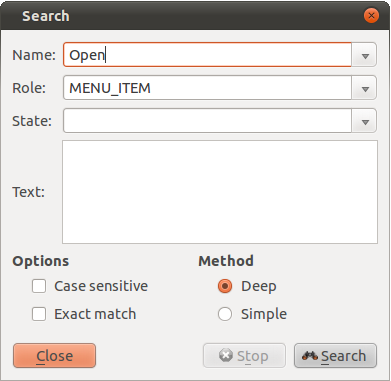 Search
Name: Open
Role: MENU_ITEM
State:
Text:
Options Method
Case sensitive Deep
Exact match Simple
Close Stop Search